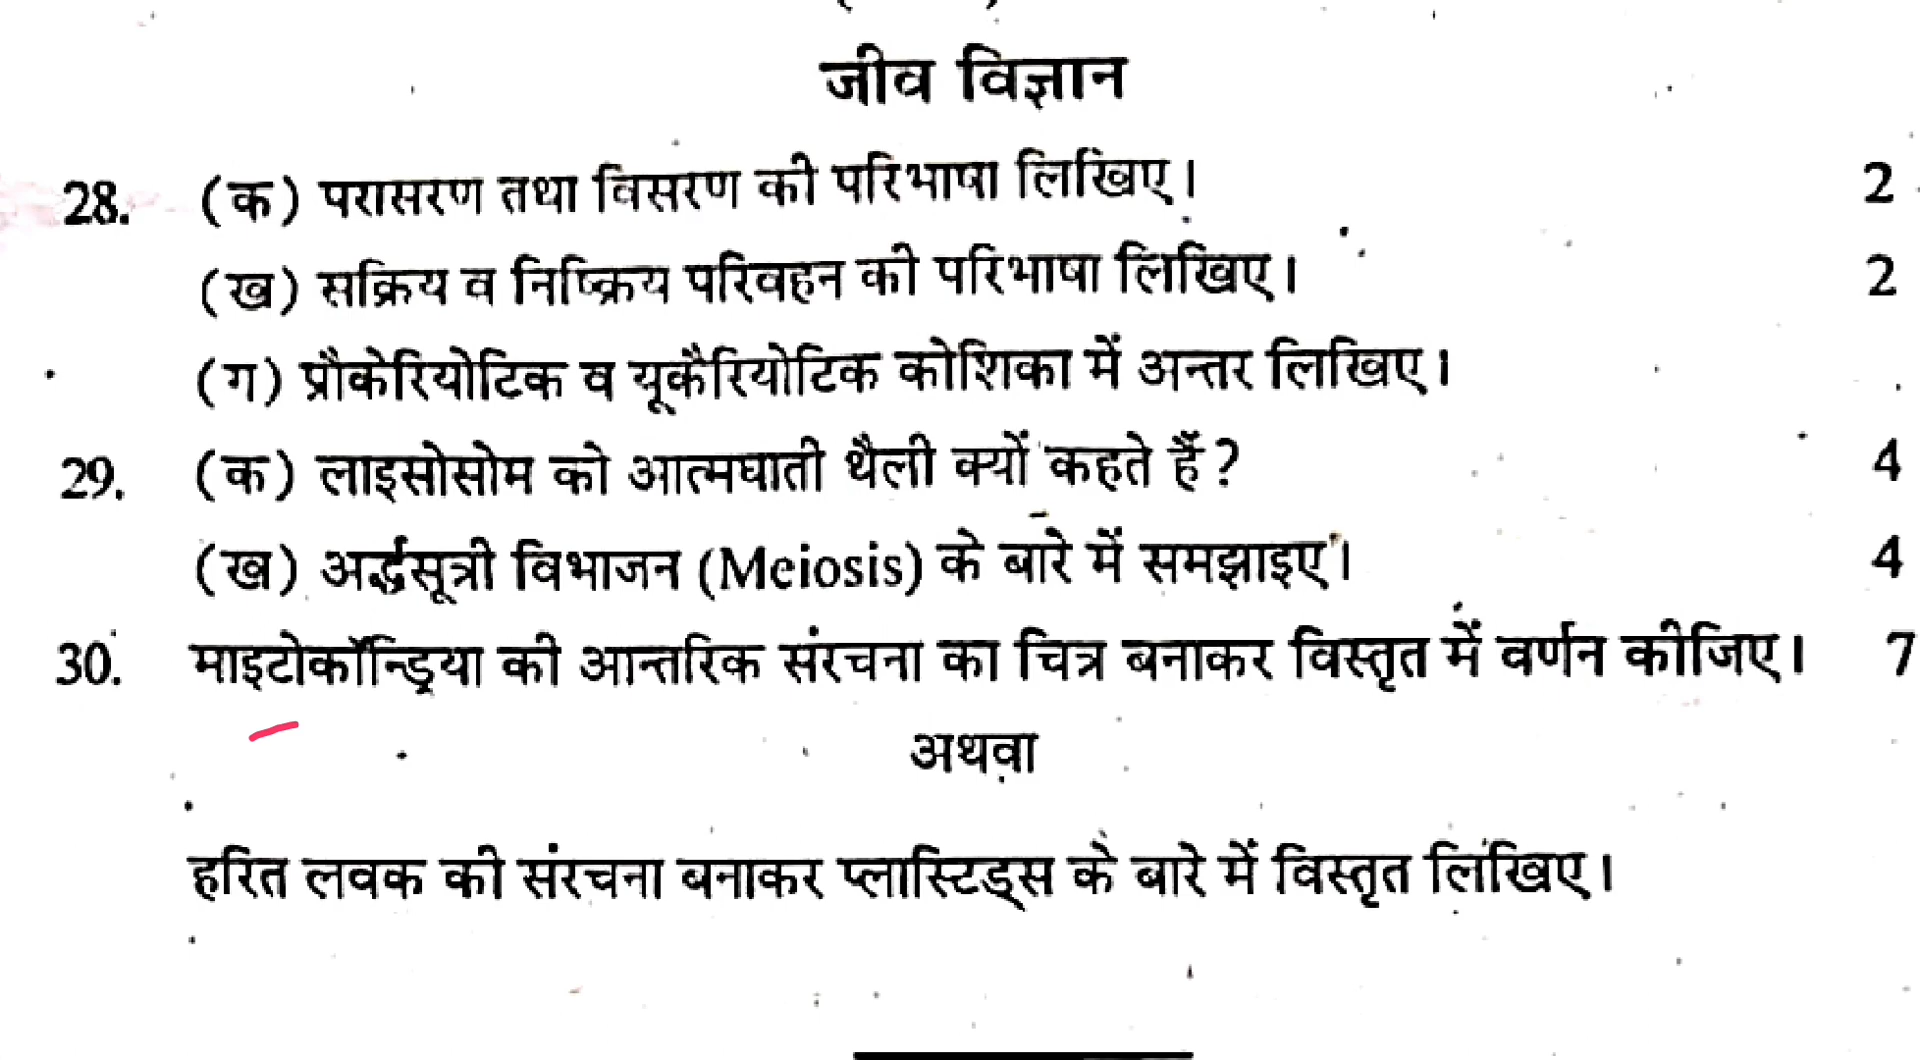 जीव विज्ञान
28. (क) परासरण तथा विसरण की परिभाषा लिखिए। 2
(ख) सक्रिय व निष्क्रिय परिवहन की परिभाषा लिखिए। 2
(ग) प्रौकेरियोटिक व यूकैरियोटिक कोशिका में अन्तर लिखिए।
29. (क) लाइसोसोम को आत्मघाती थैली क्यों कहते हैं? 4
(ख) अर्द्धसूत्री विभाजन (Meiosis) के बारे में समझाइए। 4
30. माइटोकॉन्ड्रिया की आन्तरिक संरचना का चित्र बनाकर विस्तृत में वर्णन कीजिए। 7
अथवा
हरित लवक की संरचना बनाकर प्लास्टिड्स के बारे में विस्तृत लिखिए।